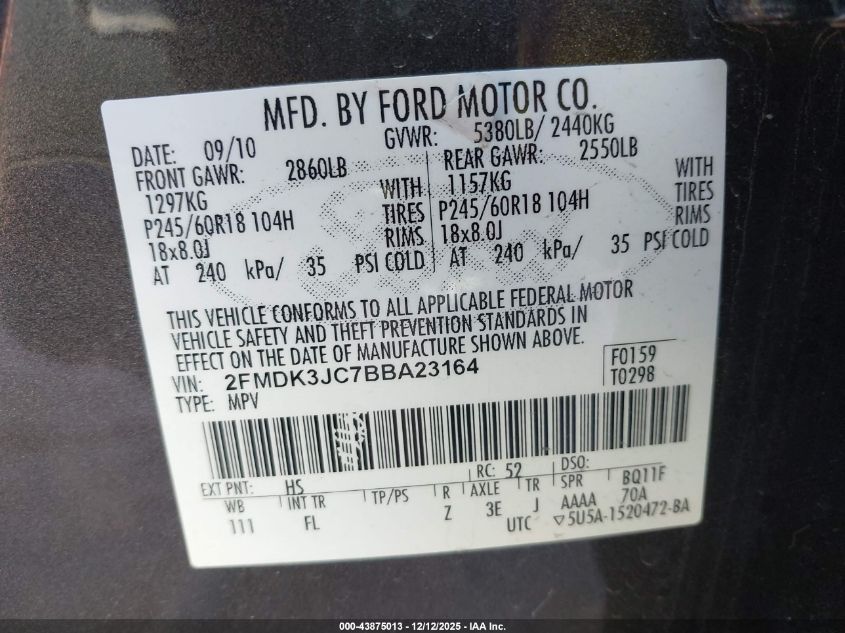 MFD. BY FORD MOTOR CO.
DATE: 09/10 GVWR: 5380LB/ 2440KG
FRONT GAWR: 2860LB REAR GAWR: 2550LB
1297KG WITH 1157KG WITH
P245/60R18 104H TIRES P245/60R18 104H TIRES
18x8.0J RIMS 18x8.0J RIMS
AT 240 kPa/ 35 PSI COLD AT 240 kPa/ 35 PSI COLD
THIS VEHICLE CONFORMS TO ALL APPLICABLE FEDERAL MOTOR
VEHICLE SAFETY AND THEFT PREVENTION STANDARDS IN
EFFECT ON THE DATE OF MANUFACTURE SHOWN ABOVE.
VIN: 2FMDK3JC7BBA23164 F0159
TYPE: MPV T0298
EXT PNT: HS RC: 52 DSO:
WB INT TR TP/PS R AXLE TR SPR BQ11F
111 FL Z 3E J AAAA 70A
UTC ▽5U5A-1520472-BA
000-43875013 - 12/12/2025 - IAA Inc.